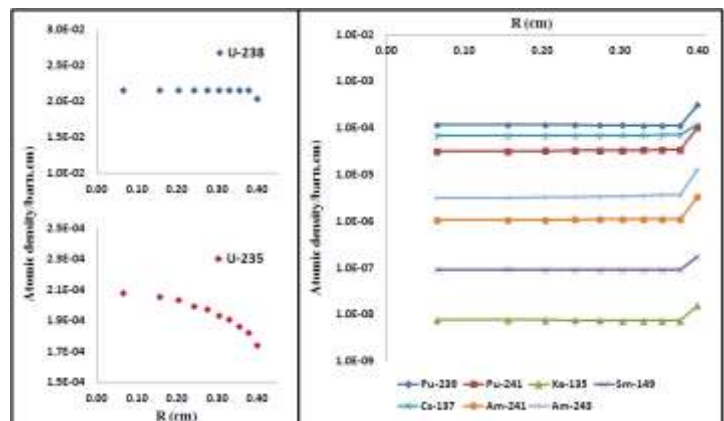 3.0E-02
2.5E-02
2.0E-02
1.5E-02
1.0E-02
0.00 0.10 0.20 0.30 0.40
U-238
Atomic density/barn.cm)
2.5E-04
2.3E-04
2.1E-04
1.9E-04
1.7E-04
1.5E-04
0.00 0.10 0.20 0.30 0.40
U-235
R (cm)
R (cm)
0.00 0.10 0.20 0.30 0.40
1.0E-02
1.0E-03
1.0E-04
1.0E-05
1.0E-06
1.0E-07
1.0E-08
1.0E-09
Atomic density/barn.cm)
Pu-239 Pu-241 Xe-135 Sm-149
Cs-137 Am-241 Am-243